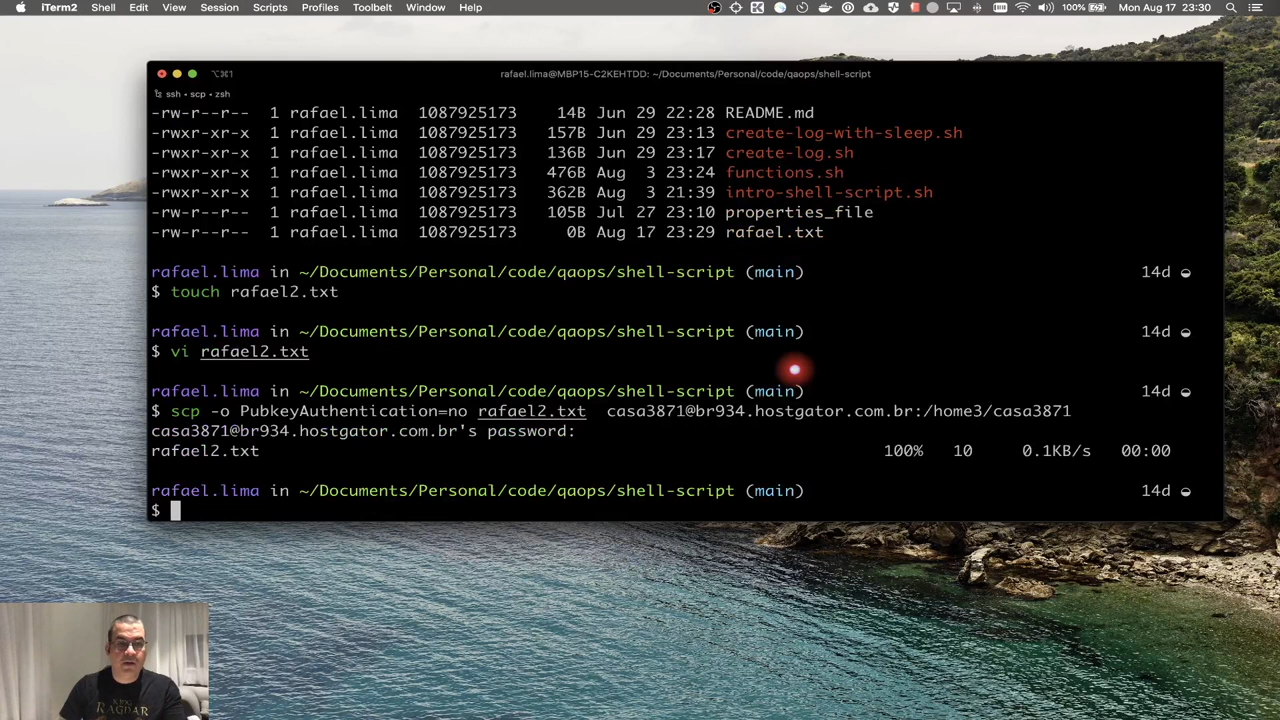 iTerm2 Shell Edit View Session Scripts Profiles Toolbelt Window Help 100% Mon Aug 17 23:30
⌥⌘1 rafael.lima@MBP15-C2KEHTDD: ~/Documents/Personal/code/qaops/shell-script
ssh • scp • zsh
-rw-r--r-- 1 rafael.lima 1087925173 14B Jun 29 22:28 README.md
-rwxr-xr-x 1 rafael.lima 1087925173 157B Jun 29 23:13 create-log-with-sleep.sh
-rwxr-xr-x 1 rafael.lima 1087925173 136B Jun 29 23:17 create-log.sh
-rwxr-xr-x 1 rafael.lima 1087925173 476B Aug 3 23:24 functions.sh
-rwxr-xr-x 1 rafael.lima 1087925173 362B Aug 3 21:39 intro-shell-script.sh
-rw-r--r-- 1 rafael.lima 1087925173 105B Jul 27 23:10 properties_file
-rw-r--r-- 1 rafael.lima 1087925173 0B Aug 17 23:29 rafael.txt
rafael.lima in ~/Documents/Personal/code/qaops/shell-script (main) 14d
$ touch rafael2.txt
rafael.lima in ~/Documents/Personal/code/qaops/shell-script (main) 14d
$ vi rafael2.txt
rafael.lima in ~/Documents/Personal/code/qaops/shell-script (main) 14d
$ scp -o PubkeyAuthentication=no rafael2.txt casa3871@br934.hostgator.com.br:/home3/casa3871
casa3871@br934.hostgator.com.br's password:
rafael2.txt 100% 10 0.1KB/s 00:00
rafael.lima in ~/Documents/Personal/code/qaops/shell-script (main) 14d
$
RAGNAR